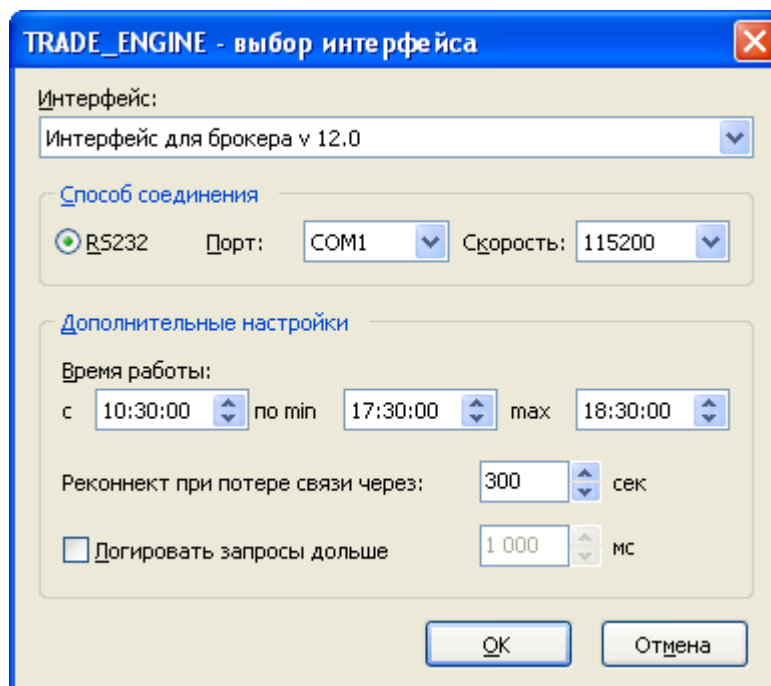 TRADE_ENGINE - выбор интерфейса
Интерфейс:
Интерфейс для брокера v 12.0
Способ соединения
RS232 Порт: COM1 Скорость: 115200
Дополнительные настройки
Время работы:
с 10:30:00 по min 17:30:00 max 18:30:00
Реконнект при потере связи через: 300 сек
Логировать запросы дольше 1 000 мс
OK Отмена